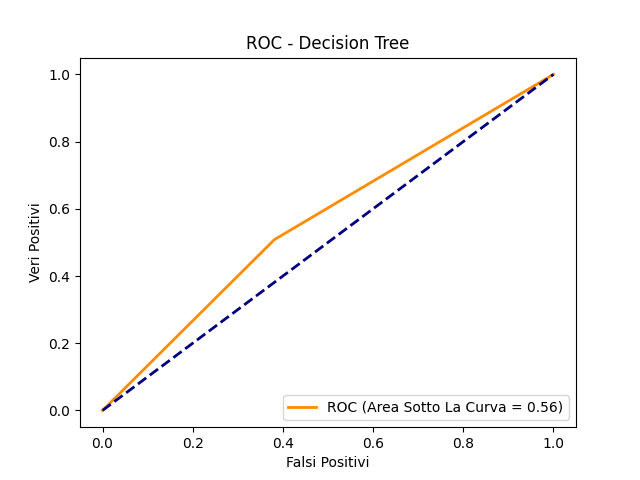 ROC - Decision Tree
Veri Positivi
1.0
0.8
0.6
0.4
0.2
0.0
ROC (Area Sotto La Curva = 0.56)
0.0 0.2 0.4 0.6 0.8 1.0
Falsi Positivi